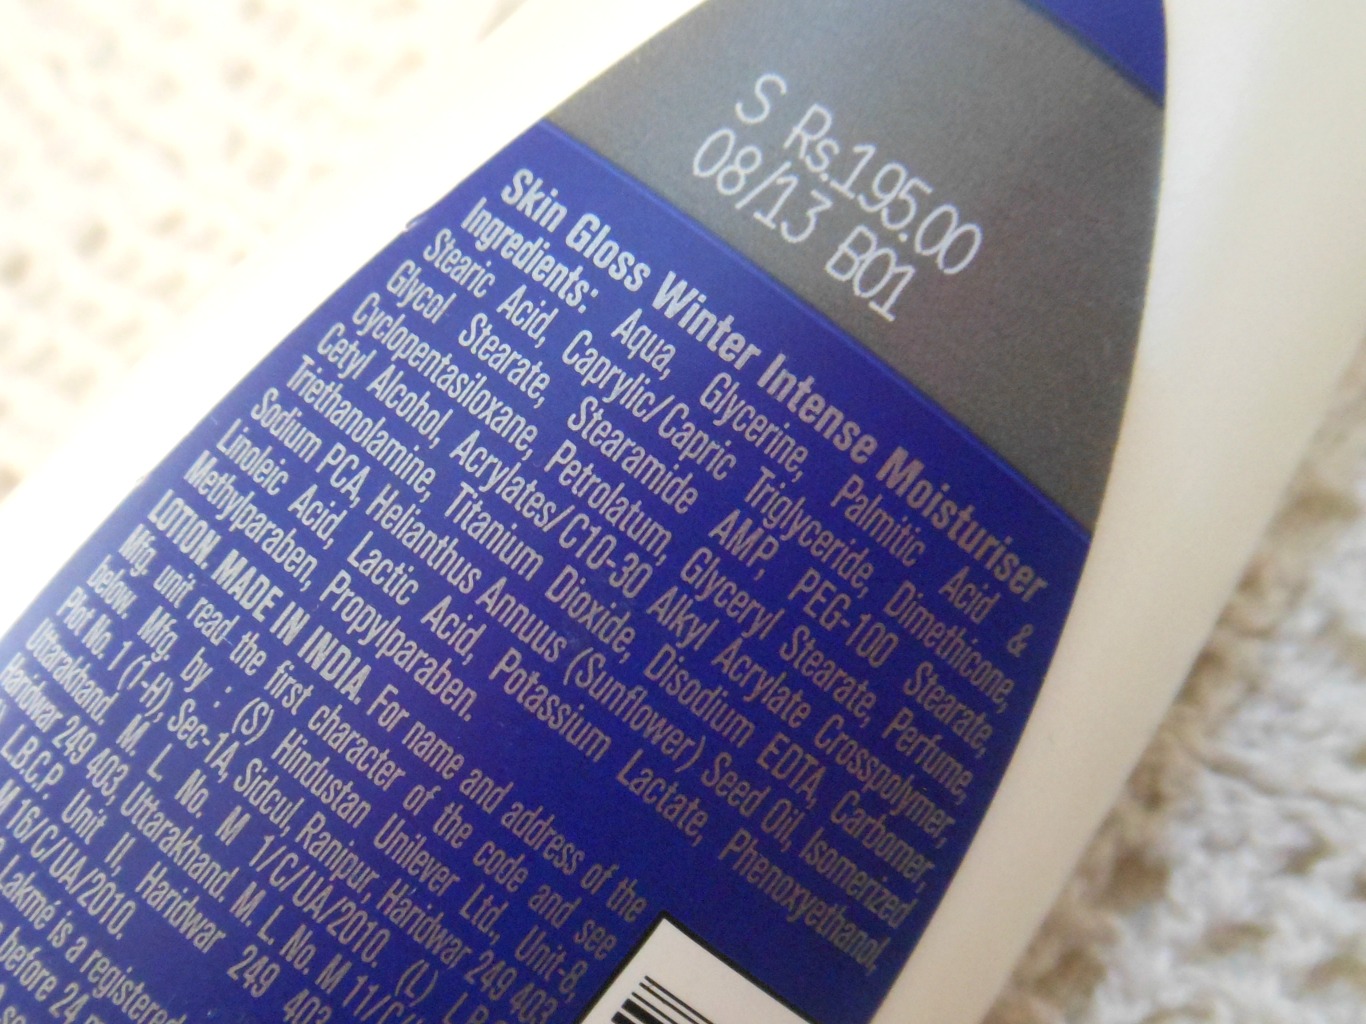 S Rs.195.00
08/13 B01
Skin Gloss Winter Intense Moisturiser
Ingredients: Aqua, Glycerine, Palmitic Acid &
Stearic Acid, Caprylic/Capric Triglyceride, Dimethicone,
Glycol Stearate, Stearamide AMP, PEG-100 Stearate,
Cyclopentasiloxane, Petrolatum, Glyceryl Stearate, Perfume,
Cetyl Alcohol, Acrylates/C10-30 Alkyl Acrylate Crosspolymer,
Triethanolamine, Titanium Dioxide, Disodium EDTA, Carbomer,
Sodium PCA, Helianthus Annuus (Sunflower) Seed Oil, Isomerized
Linoleic Acid, Lactic Acid, Potassium Lactate, Phenoxyethanol,
Methylparaben, Propylparaben.
LOTION. MADE IN INDIA. For name and address of the
Mfg. unit read the first character of the code and see
below. Mfg. by : (S) Hindustan Unilever Ltd., Unit-8,
Plot No. 1 (T-H), Sec-1A, Sidcul, Ranipur, Haridwar 249 403,
Uttarakhand. M. L. No. M 1/C/UA/2010. (L)
Haridwar 249 403, Uttarakhand. M. L. No. M 11/C/
L.B.C.P. Unit II, Haridwar 249 403
M 16/C/UA/2010.
Lakmé is a registered
before 24